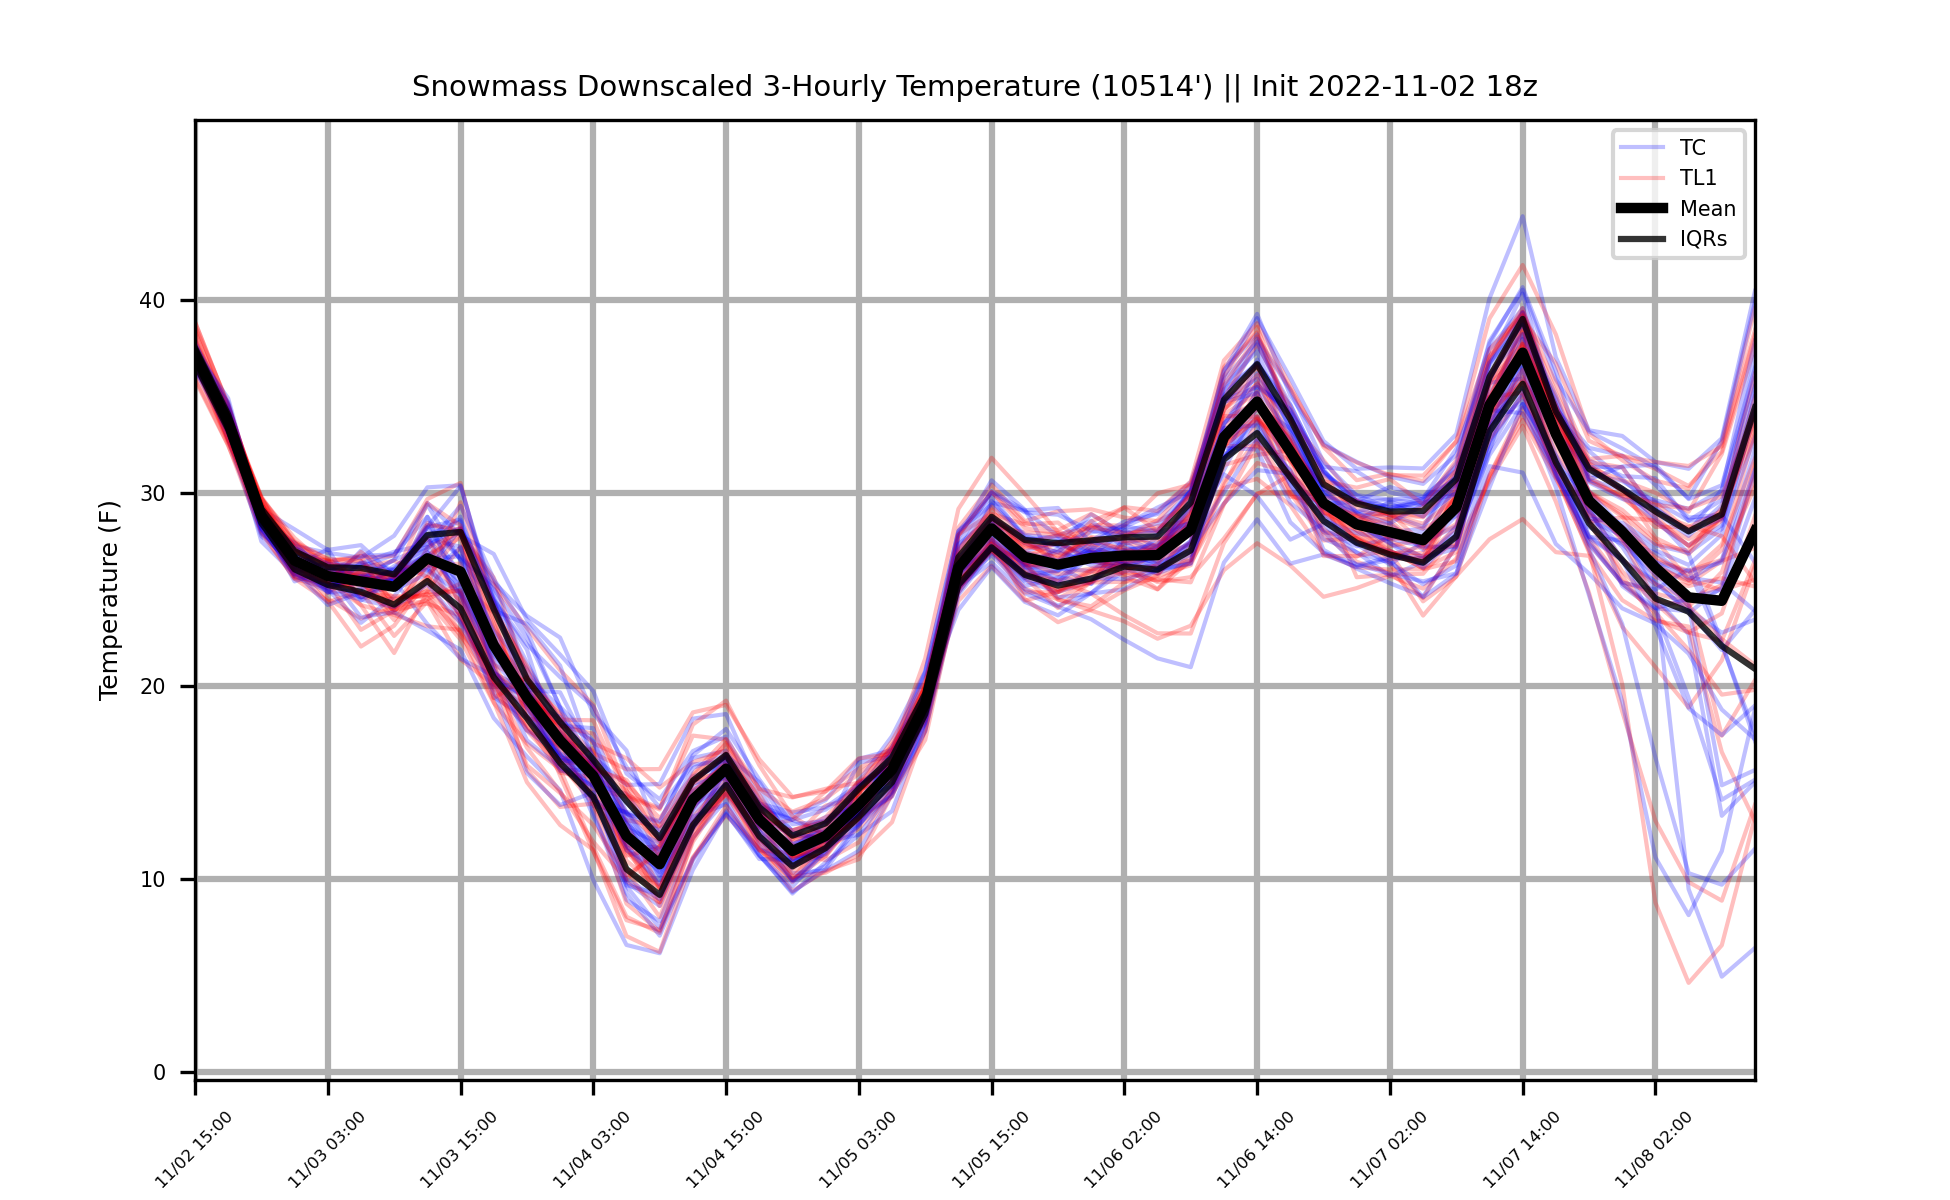 Snowmass Downscaled 3-Hourly Temperature (10514') || Init 2022-11-02 18z
TC
TL1
Mean
IQRs
Temperature (F)
40
30
20
10
0
11/02 15:00
11/03 03:00
11/03 15:00
11/04 03:00
11/04 15:00
11/05 03:00
11/05 15:00
11/06 02:00
11/06 14:00
11/07 02:00
11/07 14:00
11/08 02:00